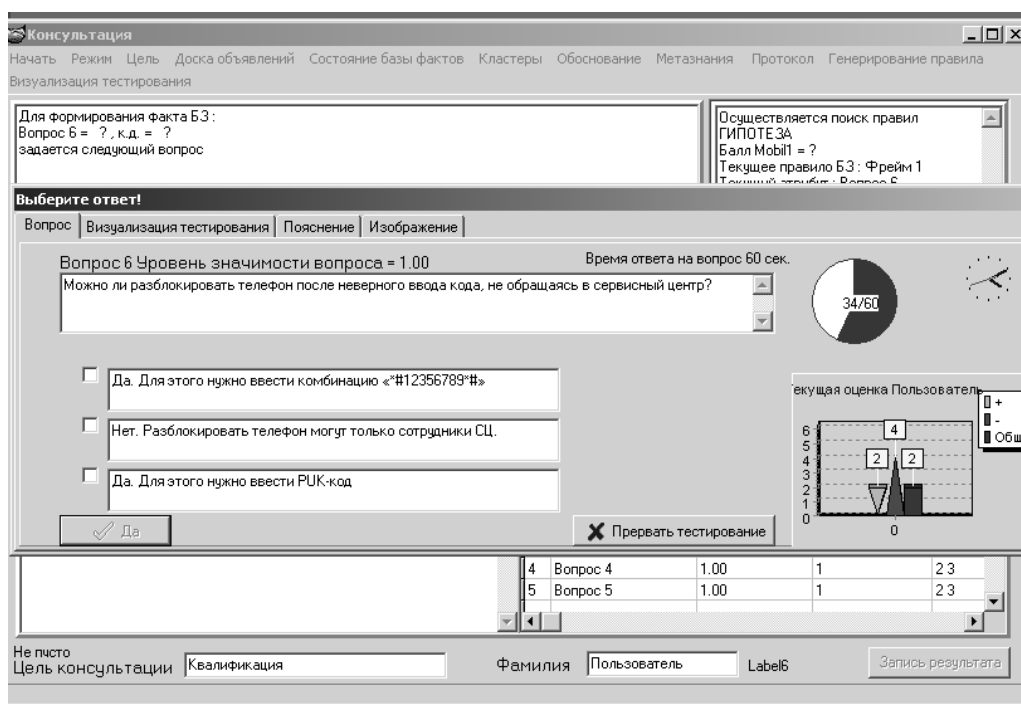 Консультация
Начать Режим Цель Доска объявлений Состояние базы фактов Кластеры Обоснование Метазнания Протокол Генерирование правила
Визуализация тестирования
Для формирования факта БЗ :
Вопрос 6 = ? , к.д. = ?
задается следующий вопрос
Осуществляется поиск правил
ГИПОТЕЗА
Балл Mobil1 = ?
Текущее правило БЗ : Фрейм 1
Текущий атрибут : Вопрос 6
Выберите ответ!
Вопрос Визуализация тестирования Пояснение Изображение
Вопрос 6 Уровень значимости вопроса = 1.00
Время ответа на вопрос 60 сек.
Можно ли разблокировать телефон после неверного ввода кода, не обращаясь в сервисный центр?
34/60
Да. Для этого нужно ввести комбинацию «*#12356789*#»
Нет. Разблокировать телефон могут только сотрудники СЦ.
Да. Для этого нужно ввести PUK-код
Да
Прервать тестирование
екущая оценка Пользователь
+
-
Общ
6
5
4
3
2
1
0
4
2 2
0
4 Вопрос 4 1.00 1 2 3
5 Вопрос 5 1.00 1 2 3
Не пусто
Цель консультации Квалификация Фамилия Пользователь Label6 Запись результата